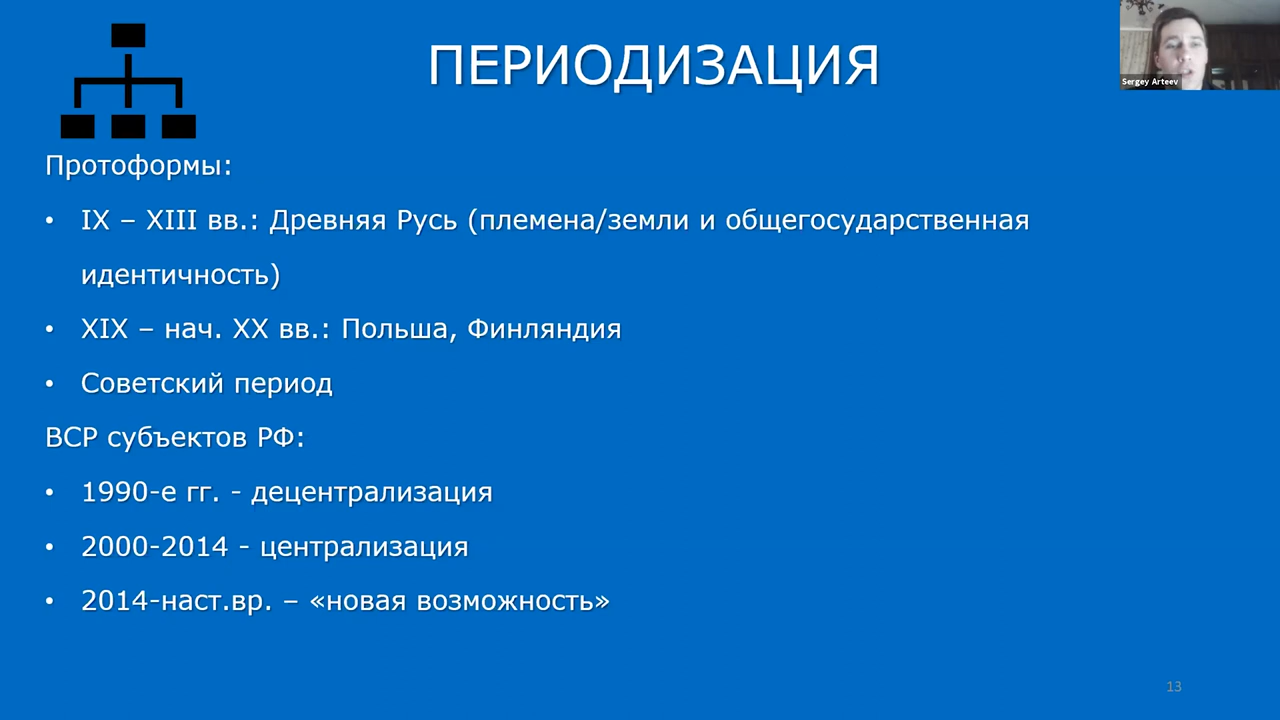 ПЕРИОДИЗАЦИЯ
Sergey Arteev
Протоформы:
• IX – XIII вв.: Древняя Русь (племена/земли и общегосударственная
идентичность)
• XIX – нач. XX вв.: Польша, Финляндия
• Советский период
ВСР субъектов РФ:
• 1990-е гг. - децентрализация
• 2000-2014 - централизация
• 2014-наст.вр. – «новая возможность»
13